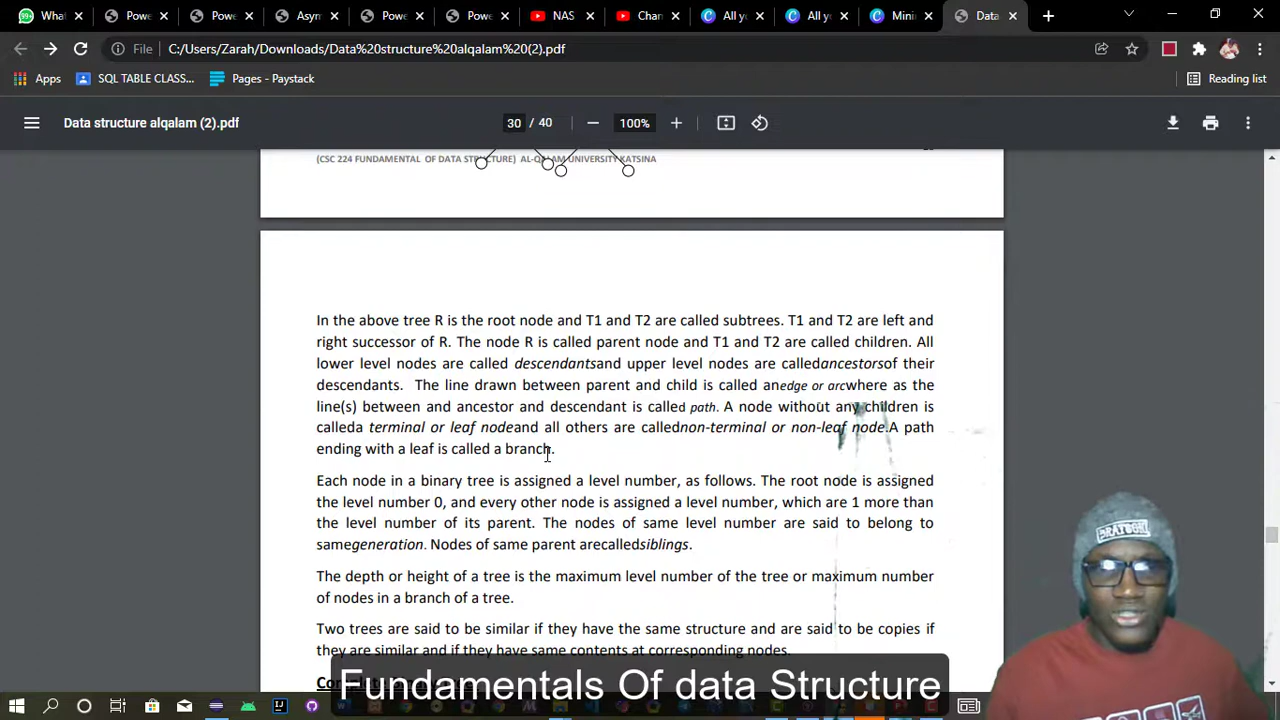 Whats
Power
Power
Asyn
Power
Power
NAS
Chan
All yo
All yo
Mini
Data
File
C:/Users/Zarah/Downloads/Data%20structure%20alqalam%20(2).pdf
Apps
SQL TABLE CLASS...
Pages - Paystack
Reading list
Data structure alqalam (2).pdf
30 / 40
100%
(CSC 224 FUNDAMENTAL OF DATA STRUCTURE) AL-QALAM UNIVERSITY KATSINA
In the above tree R is the root node and T1 and T2 are called subtrees. T1 and T2 are left and
right successor of R. The node R is called parent node and T1 and T2 are called children. All
lower level nodes are called descendantsand upper level nodes are calledancestorsof their
descendants. The line drawn between parent and child is called anedge or arcwhere as the
line(s) between and ancestor and descendant is called path. A node without any children is
calleda terminal or leaf nodeand all others are callednon-terminal or non-leaf node.A path
ending with a leaf is called a branch.
Each node in a binary tree is assigned a level number, as follows. The root node is assigned
the level number 0, and every other node is assigned a level number, which are 1 more than
the level number of its parent. The nodes of same level number are said to belong to
samegeneration. Nodes of same parent arecalledsiblings.
The depth or height of a tree is the maximum level number of the tree or maximum number
of nodes in a branch of a tree.
Two trees are said to be similar if they have the same structure and are said to be copies if
they are similar and if they have same contents at corresponding nodes.
Fundamentals Of data Structure